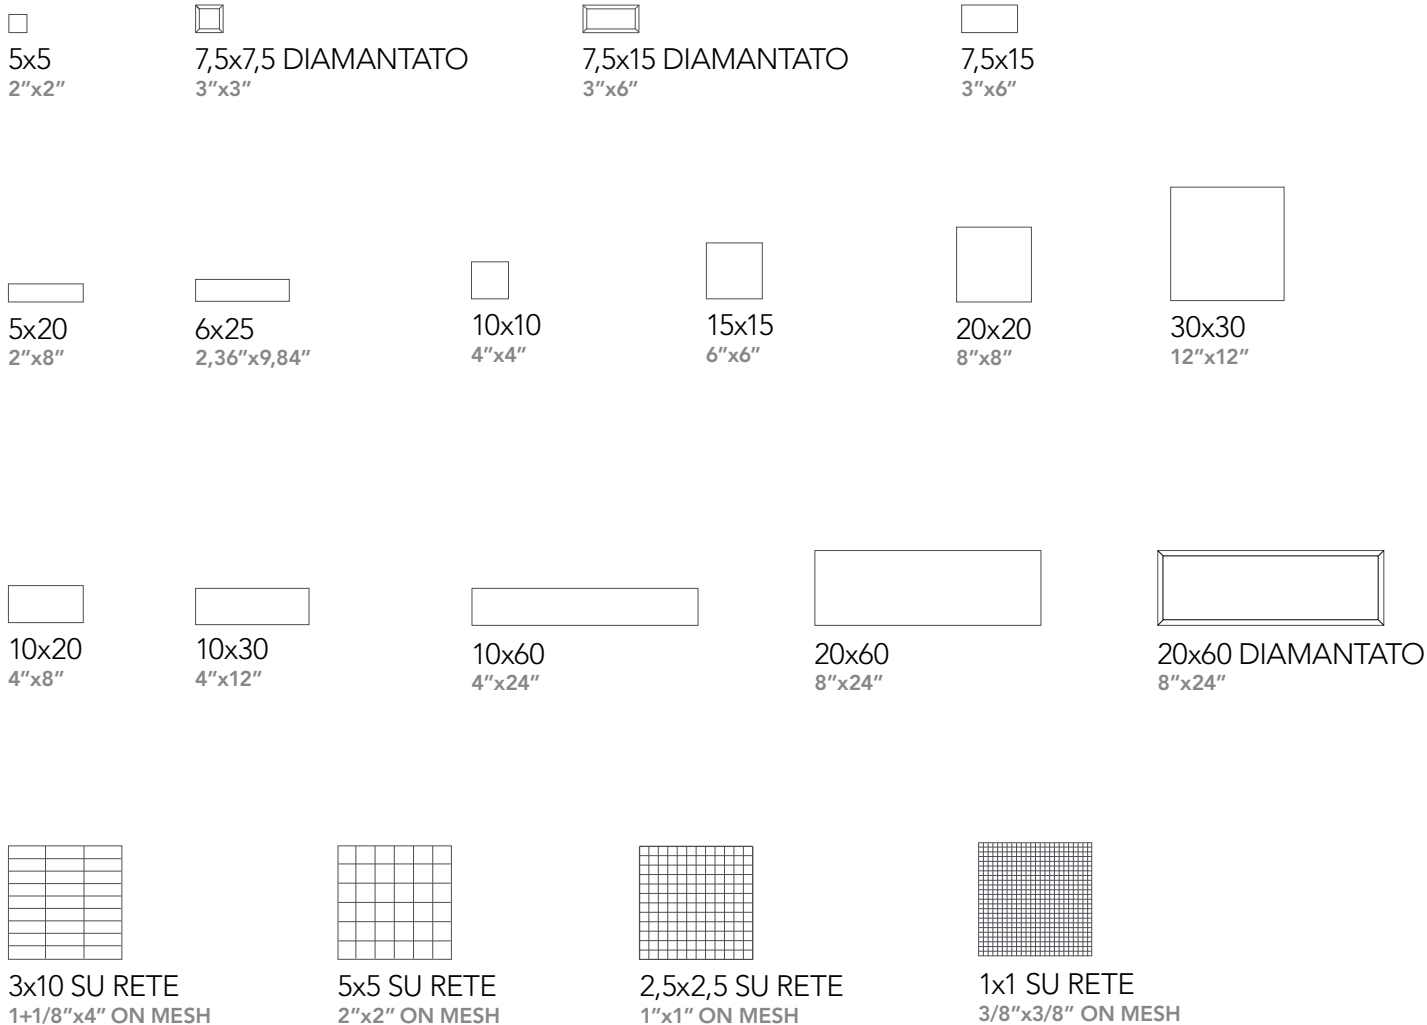 5x5
2”x2”
7,5x7,5 DIAMANTATO
3”x3”
7,5x15 DIAMANTATO
3”x6”
7,5x15
3”x6”
5x20
2”x8”
6x25
2,36”x9,84”
10x10
4”x4”
15x15
6”x6”
20x20
8”x8”
30x30
12”x12”
10x20
4”x8”
10x30
4”x12”
10x60
4”x24”
20x60
8”x24”
20x60 DIAMANTATO
8”x24”
3x10 SU RETE
1+1/8”x4” ON MESH
5x5 SU RETE
2”x2” ON MESH
2,5x2,5 SU RETE
1”x1” ON MESH
1x1 SU RETE
3/8”x3/8” ON MESH